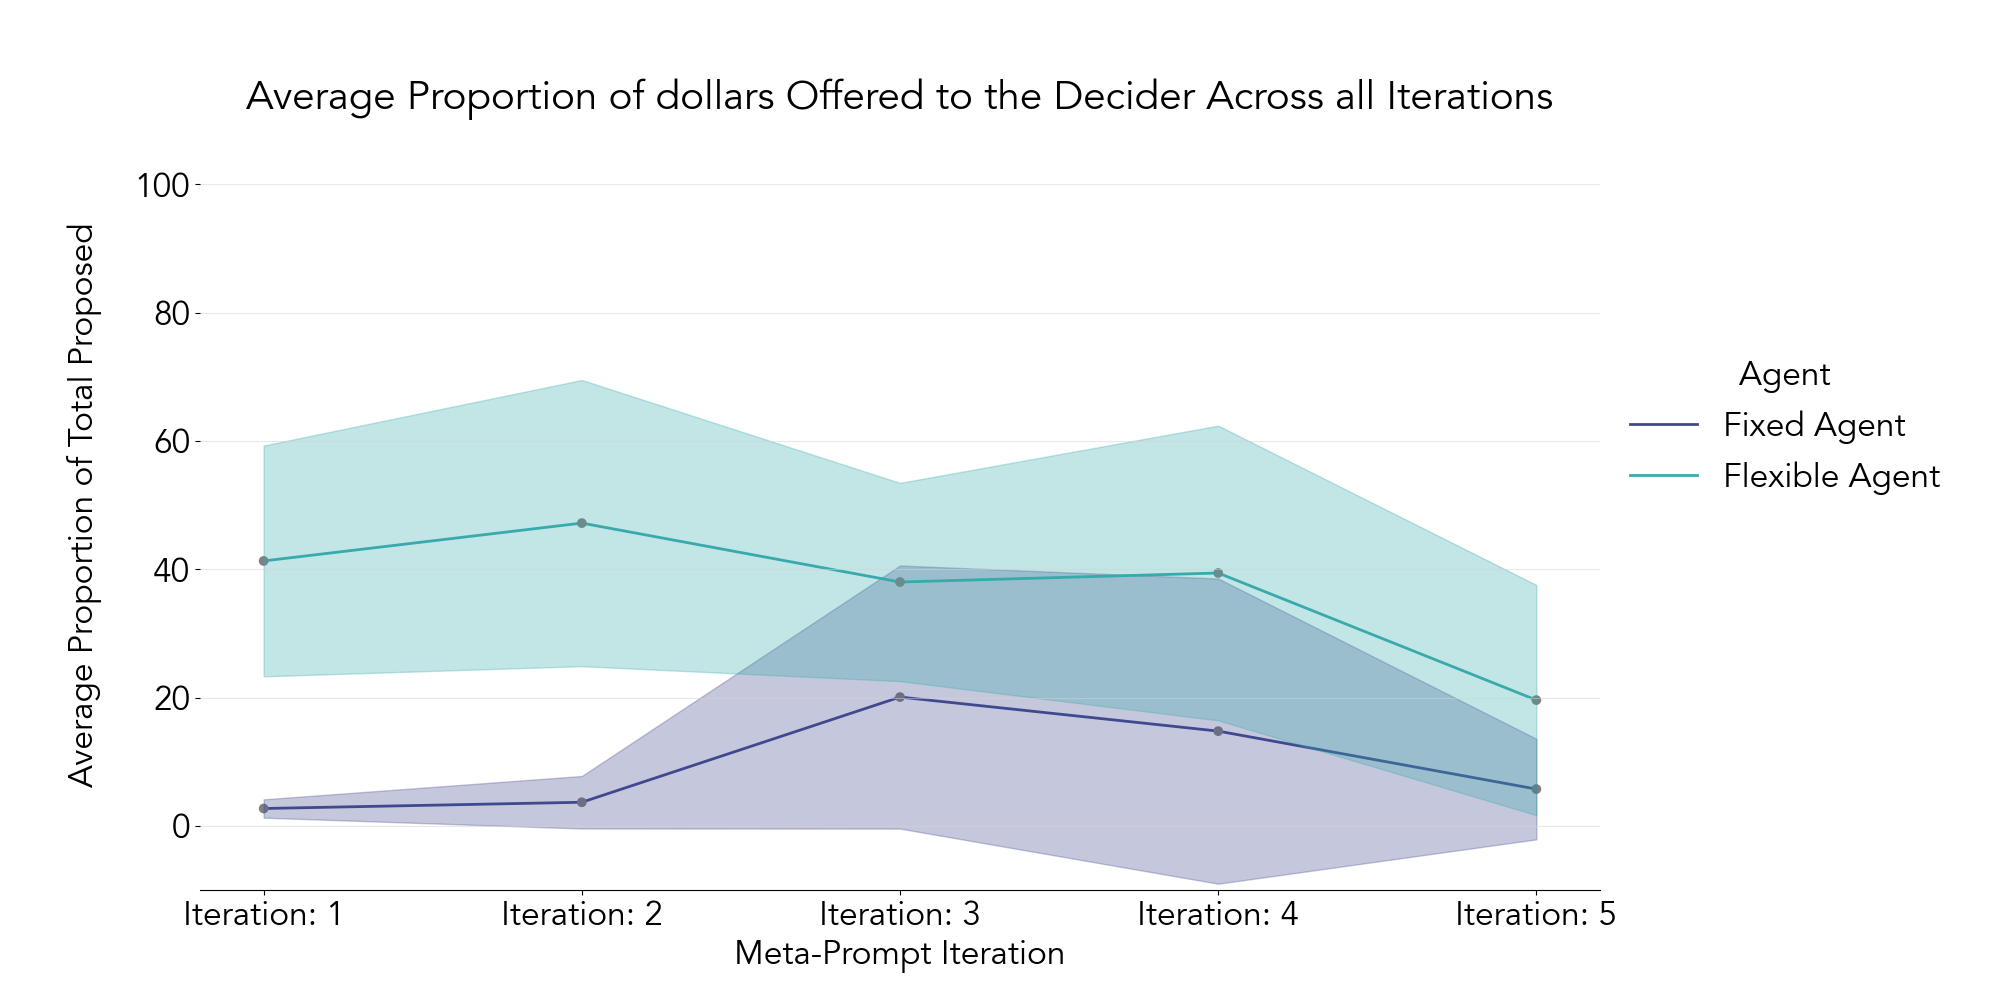 Average Proportion of dollars Offered to the Decider Across all Iterations
Average Proportion of Total Proposed
100
80
60
40
20
0
Iteration: 1
Iteration: 2
Iteration: 3
Iteration: 4
Iteration: 5
Meta-Prompt Iteration
Agent
Fixed Agent
Flexible Agent